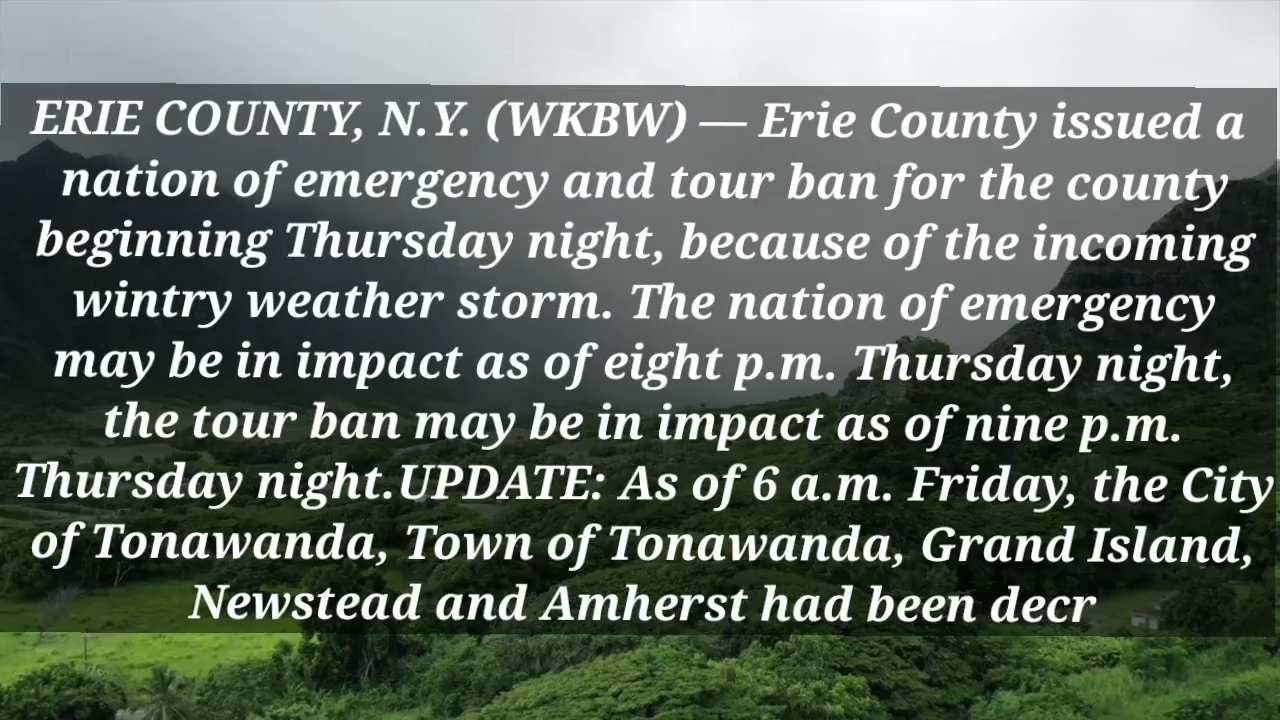 ERIE COUNTY, N.Y. (WKBW) — Erie County issued a
nation of emergency and tour ban for the county
beginning Thursday night, because of the incoming
wintry weather storm. The nation of emergency
may be in impact as of eight p.m. Thursday night,
the tour ban may be in impact as of nine p.m.
Thursday night.UPDATE: As of 6 a.m. Friday, the City
of Tonawanda, Town of Tonawanda, Grand Island,
Newstead and Amherst had been decr